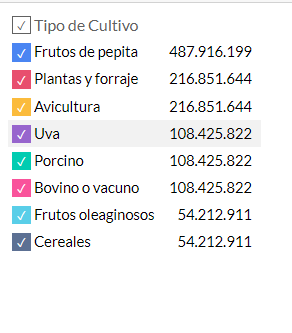 Tipo de Cultivo
Frutos de pepita 487.916.199
Plantas y forraje 216.851.644
Avicultura 216.851.644
Uva 108.425.822
Porcino 108.425.822
Bovino o vacuno 108.425.822
Frutos oleaginosos 54.212.911
Cereales 54.212.911